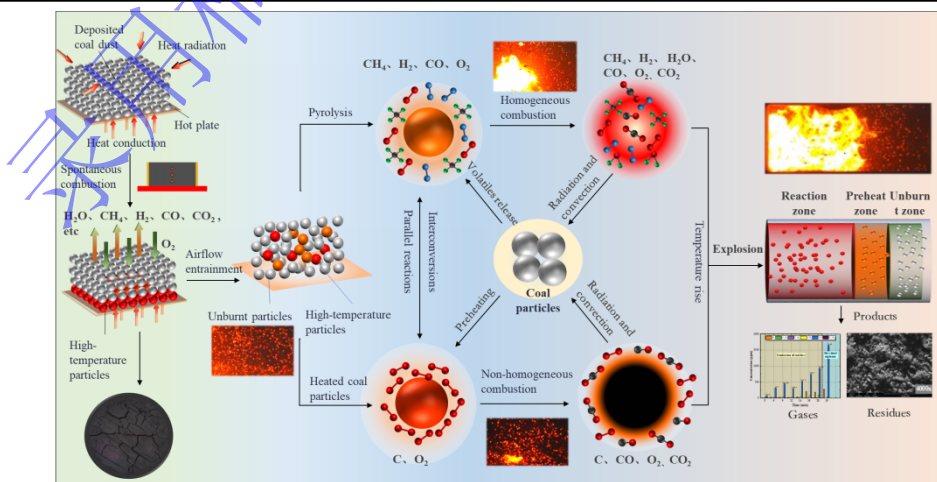 Deposited
coal dust
Heat radiation
Hot plate
Heat conduction
Spontaneous
combustion
H₂O、CH₄、H₂、CO、CO₂,
etc
O₂
Airflow
entrainment
High-
temperature
particles
Unburnt particles
High-temperature
particles
Pyrolysis
Heated coal
particles
CH₄、H₂、CO、O₂
Homogeneous
combustion
CH₄、H₂、H₂O、
CO、O₂、CO₂
Volatiles release
Radiation and
convection
Parallel reactions
Interconversions
Coal
particles
Preheating
Radiation and
convection
Non-homogeneous
combustion
C、O₂
C、CO、O₂、CO₂
Temperature rise
Explosion
Reaction
zone
Preheat
zone
Unburn
t zone
Products
Gases
Residues
4000x